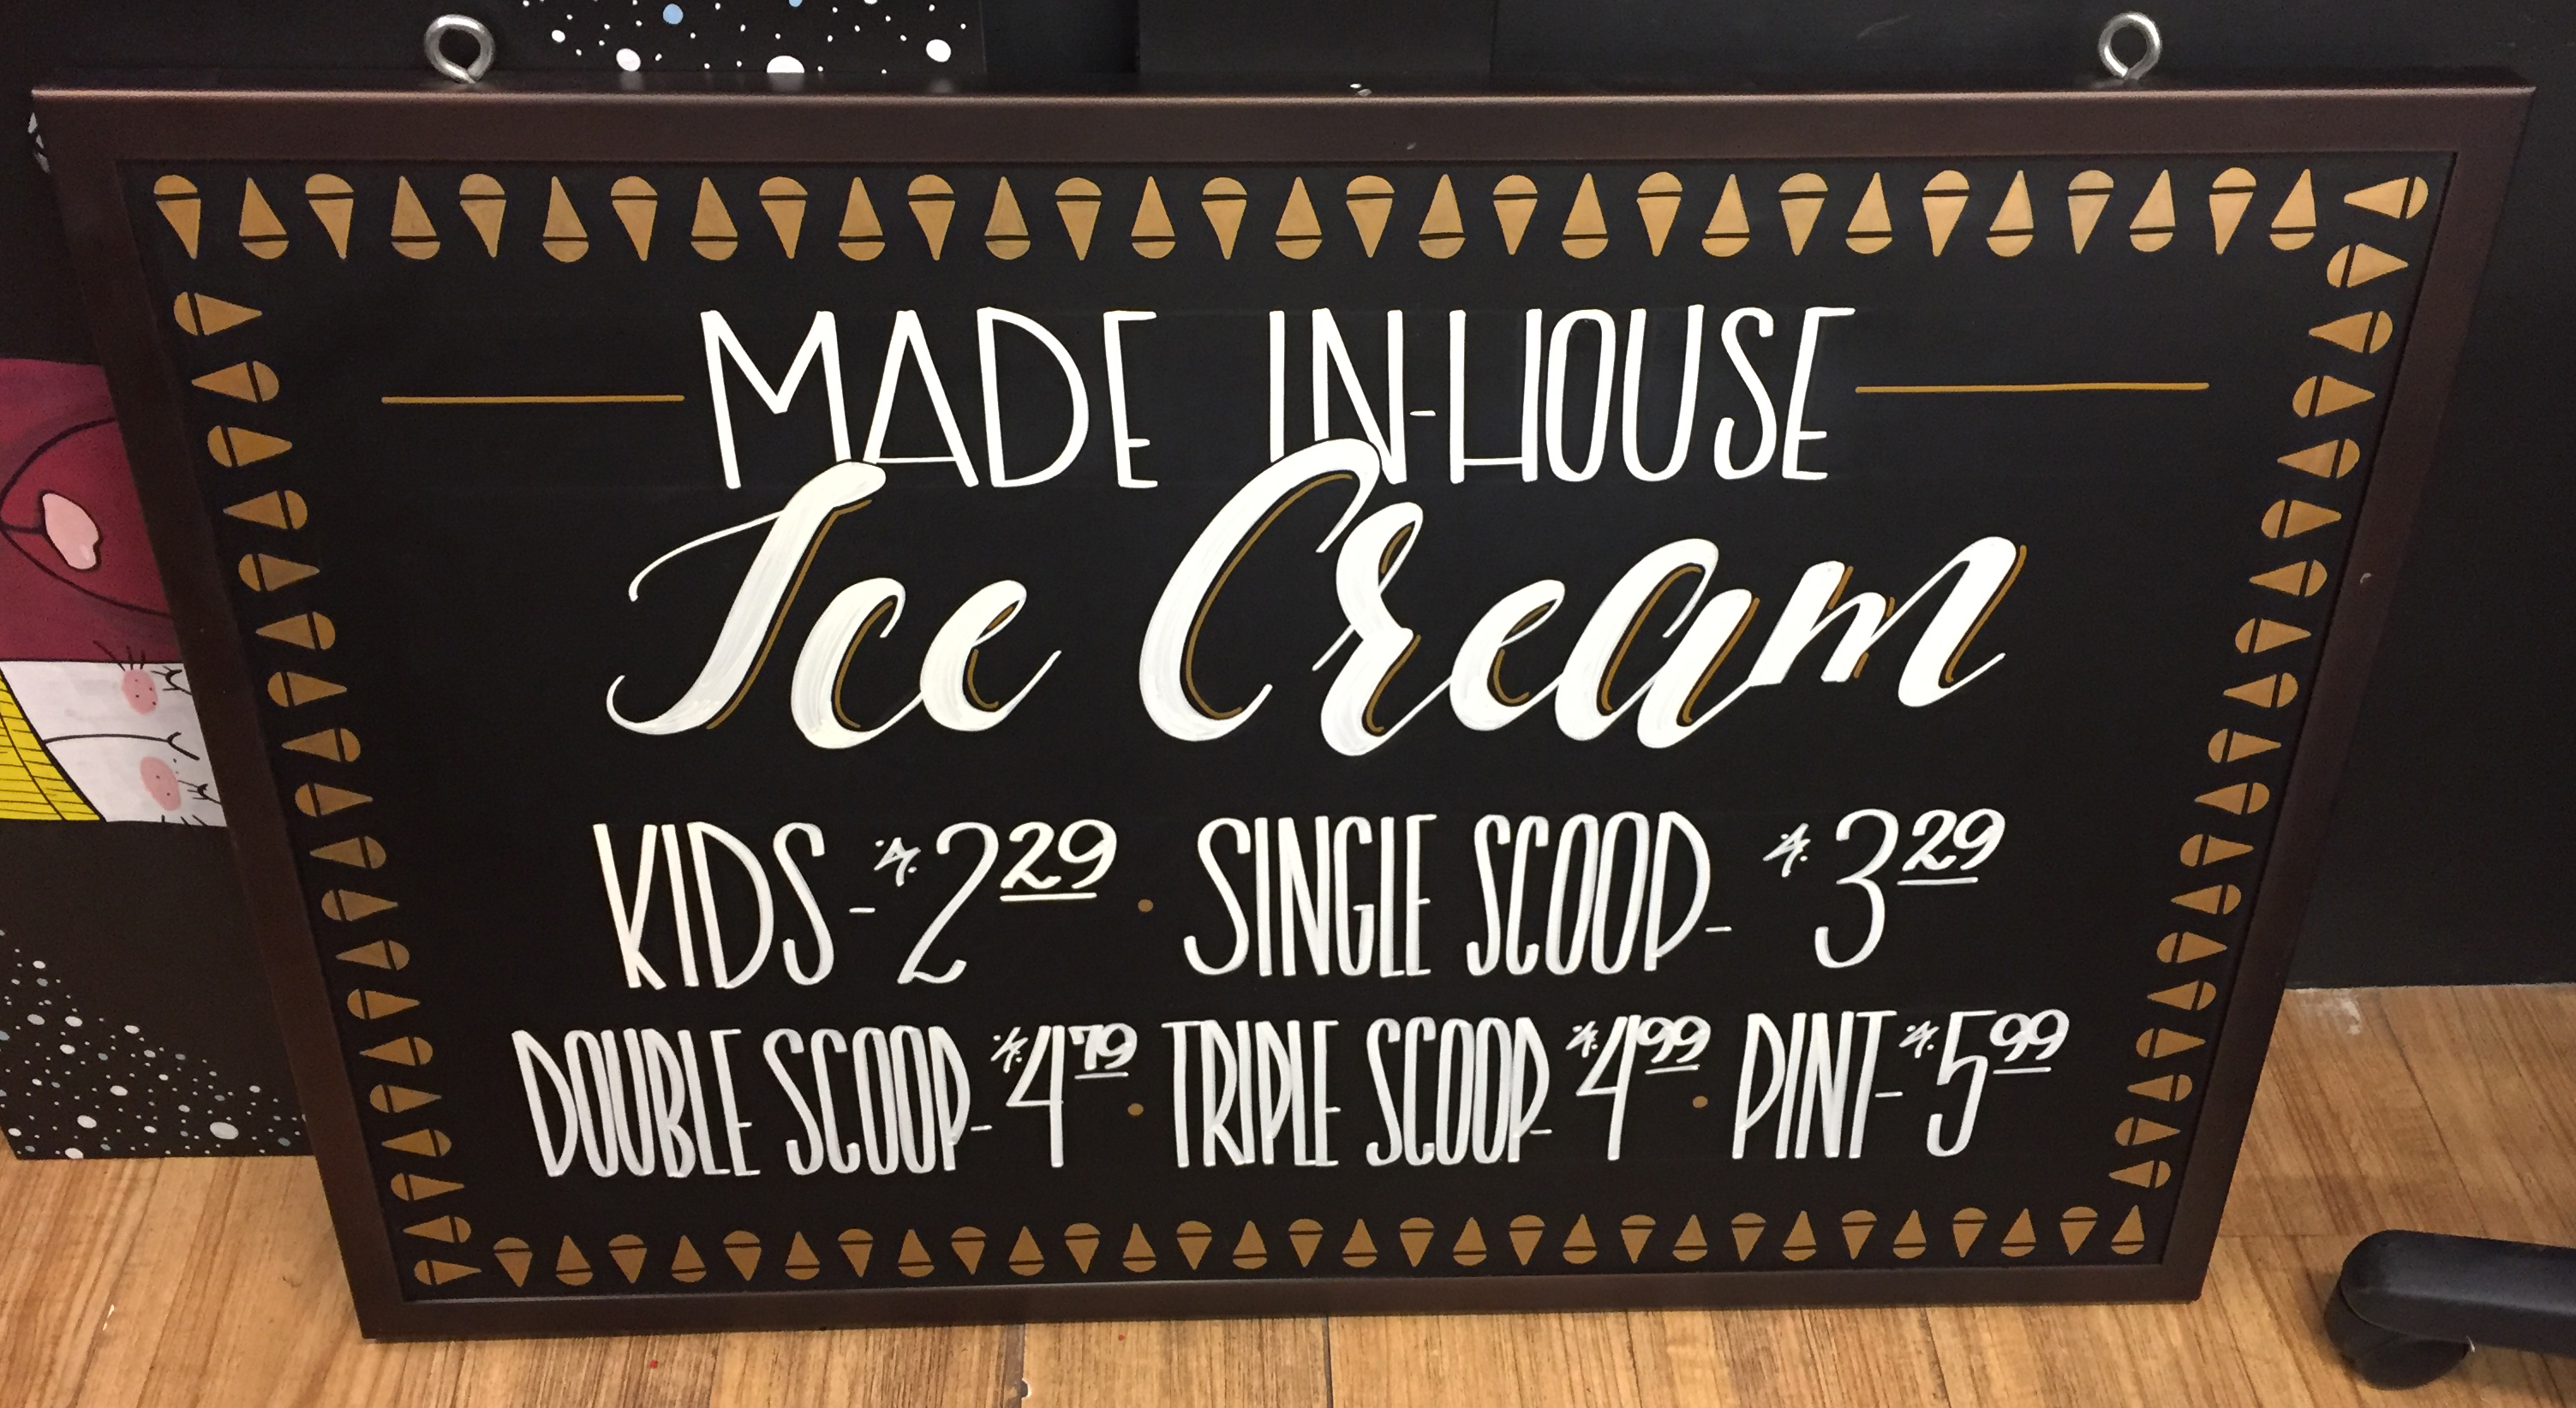 MADE IN-HOUSE
Ice Cream
KIDS - $2.29 • SINGLE SCOOP - $3.29
DOUBLE SCOOP - $4.79 • TRIPLE SCOOP - $4.99 • PINT - $5.99